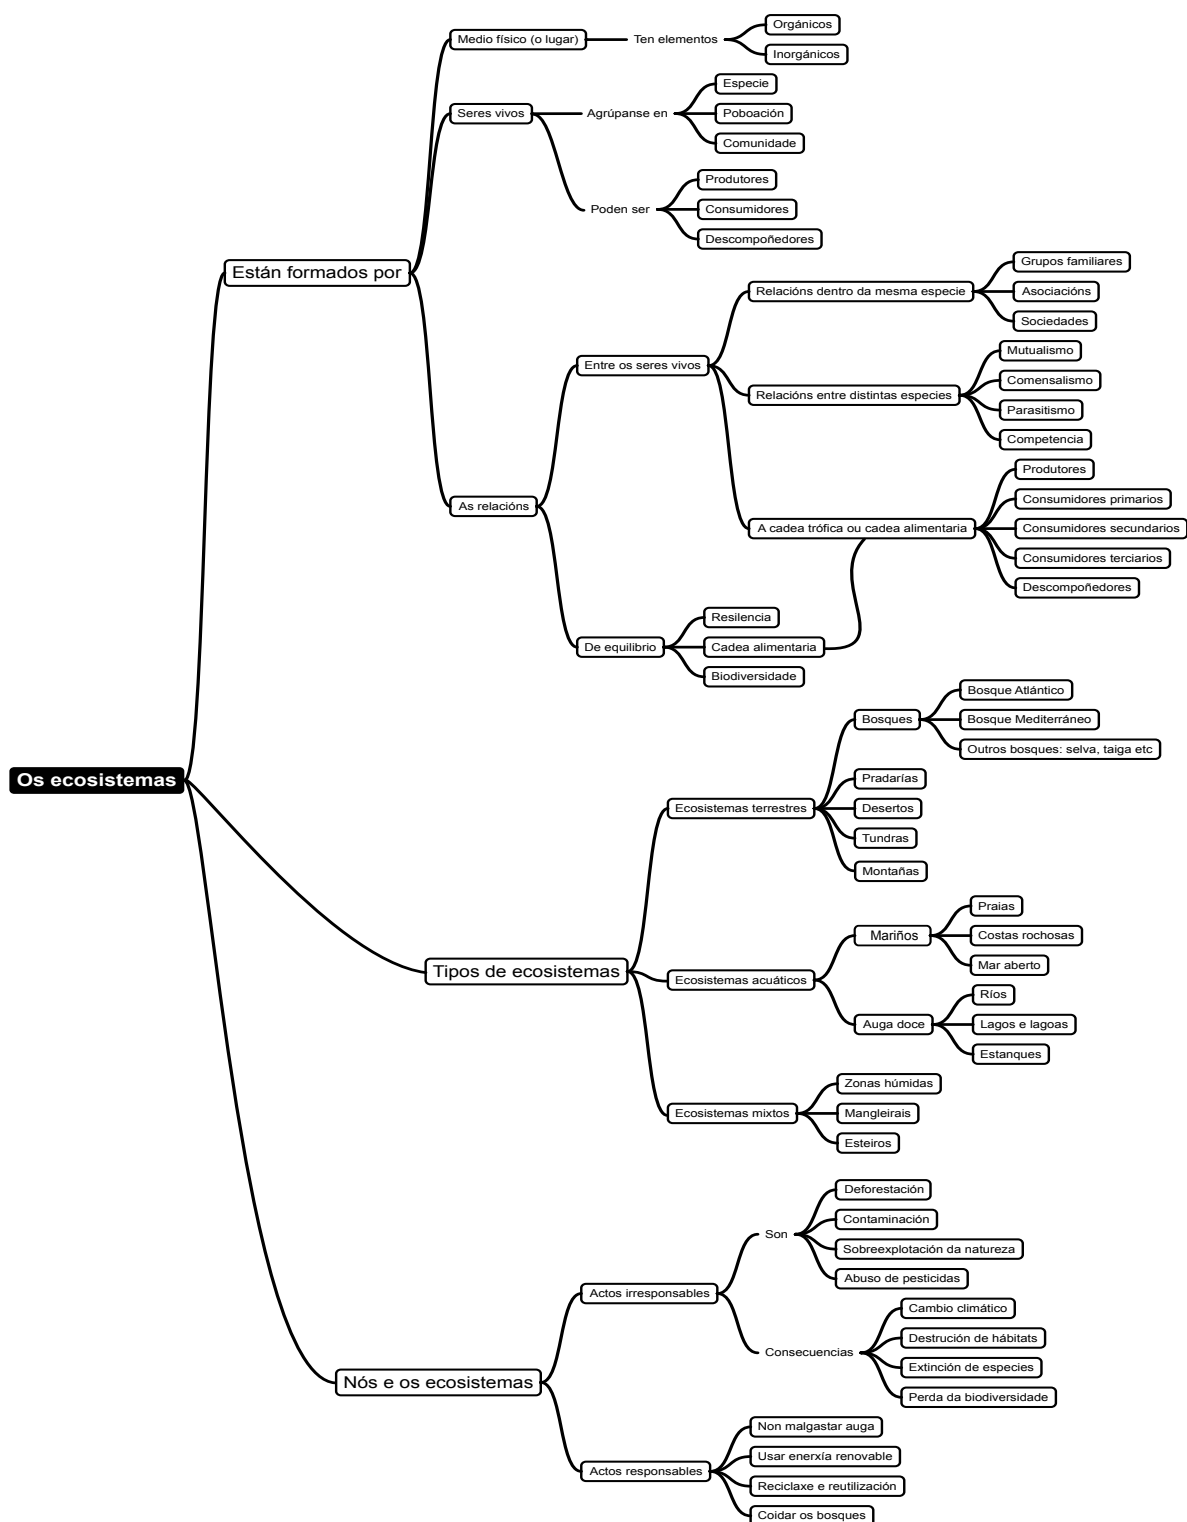 Os ecosistemas
Están formados por
Medio físico (o lugar)
Ten elementos
Orgánicos
Inorgánicos
Seres vivos
Agrúpanse en
Especie
Poboación
Comunidade
Poden ser
Produtores
Consumidores
Descompoñedores
As relacións
Entre os seres vivos
Relacións dentro da mesma especie
Grupos familiares
Asociacións
Sociedades
Relacións entre distintas especies
Mutualismo
Comensalismo
Parasitismo
Competencia
A cadea trófica ou cadea alimentaria
Produtores
Consumidores primarios
Consumidores secundarios
Consumidores terciarios
Descompoñedores
De equilibrio
Resilencia
Cadea alimentaria
Biodiversidade
Tipos de ecosistemas
Ecosistemas terrestres
Bosques
Bosque Atlántico
Bosque Mediterráneo
Outros bosques: selva, taiga etc
Pradarías
Desertos
Tundras
Montañas
Ecosistemas acuáticos
Mariños
Praias
Costas rochosas
Mar aberto
Auga doce
Ríos
Lagos e lagoas
Estanques
Ecosistemas mixtos
Zonas húmidas
Mangleirais
Esteiros
Nós e os ecosistemas
Actos irresponsables
Son
Deforestación
Contaminación
Sobreexplotación da natureza
Abuso de pesticidas
Consecuencias
Cambio climático
Destrución de hábitats
Extinción de especies
Perda da biodiversidade
Actos responsables
Non malgastar auga
Usar enerxía renovable
Reciclaxe e reutilización
Coidar os bosques